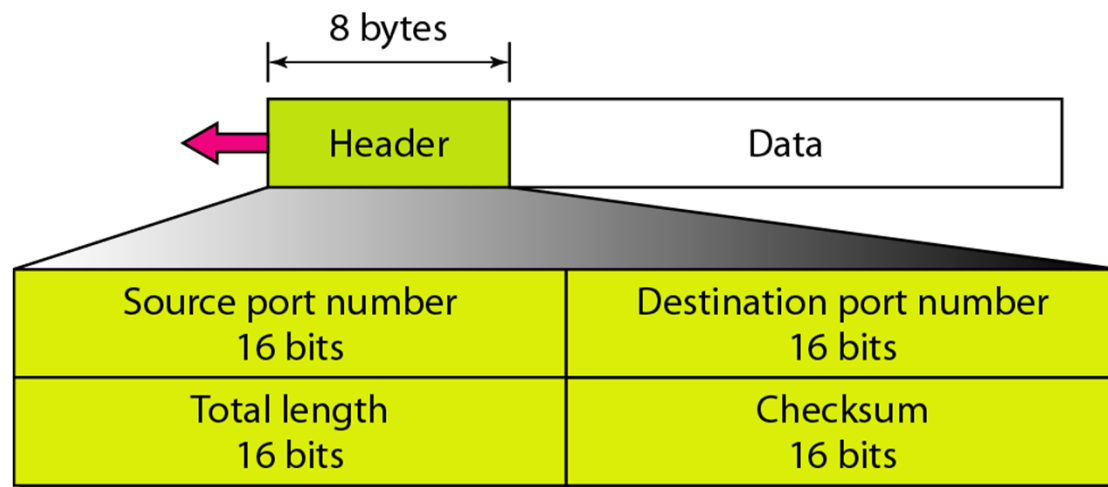 8 bytes
Header
Data
Source port number
16 bits
Destination port number
16 bits
Total length
16 bits
Checksum
16 bits